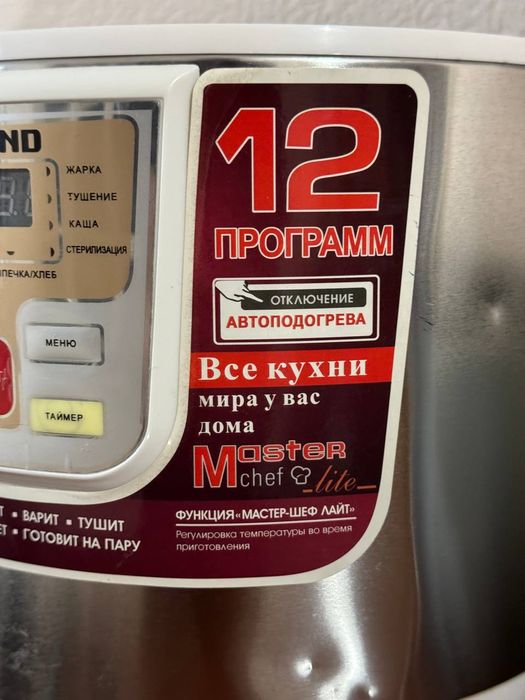 ND
ЖАРКА
ТУШЕНИЕ
КАША
СТЕРИЛИЗАЦИЯ
ПЕЧКА/ХЛЕБ
МЕНЮ
ТАЙМЕР
▪ ВАРИТ ▪ ТУШИТ
▪ ГОТОВИТ НА ПАРУ
12
ПРОГРАММ
ОТКЛЮЧЕНИЕ
АВТОПОДОГРЕВА
Все кухни
мира у вас
дома
Master
chef lite
ФУНКЦИЯ «МАСТЕР-ШЕФ ЛАЙТ»
Регулировка температуры во время
приготовления